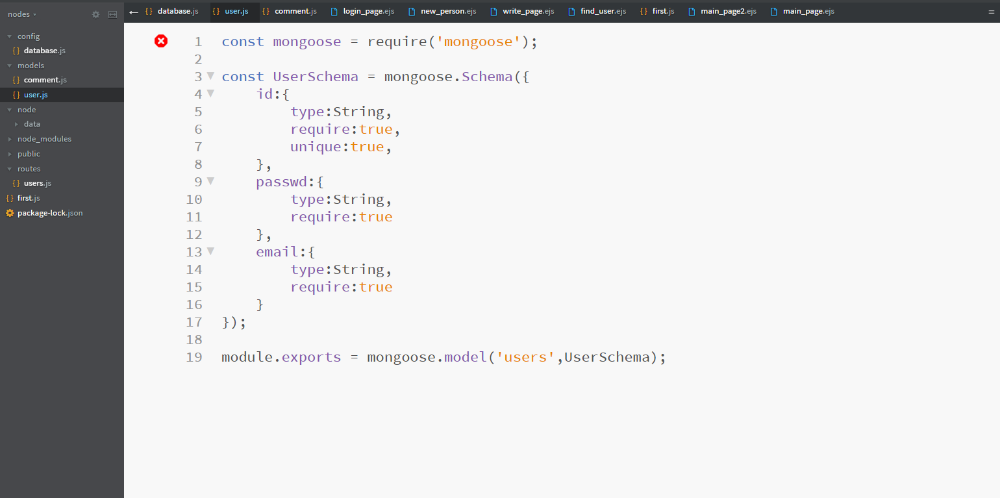 nodes
database.js user.js comment.js login_page.ejs new_person.ejs write_page.ejs find_user.ejs first.js main_page2.ejs main_page.ejs
config
{} database.js
models
{} comment.js
{} user.js
node
data
node_modules
public
routes
{} users.js
{} first.js
package-lock.json
1 const mongoose = require('mongoose');
2
3 const UserSchema = mongoose.Schema({
4     id:{
5         type:String,
6         require:true,
7         unique:true,
8     },
9     passwd:{
10         type:String,
11         require:true
12     },
13     email:{
14         type:String,
15         require:true
16     }
17 });
18
19 module.exports = mongoose.model('users',UserSchema);